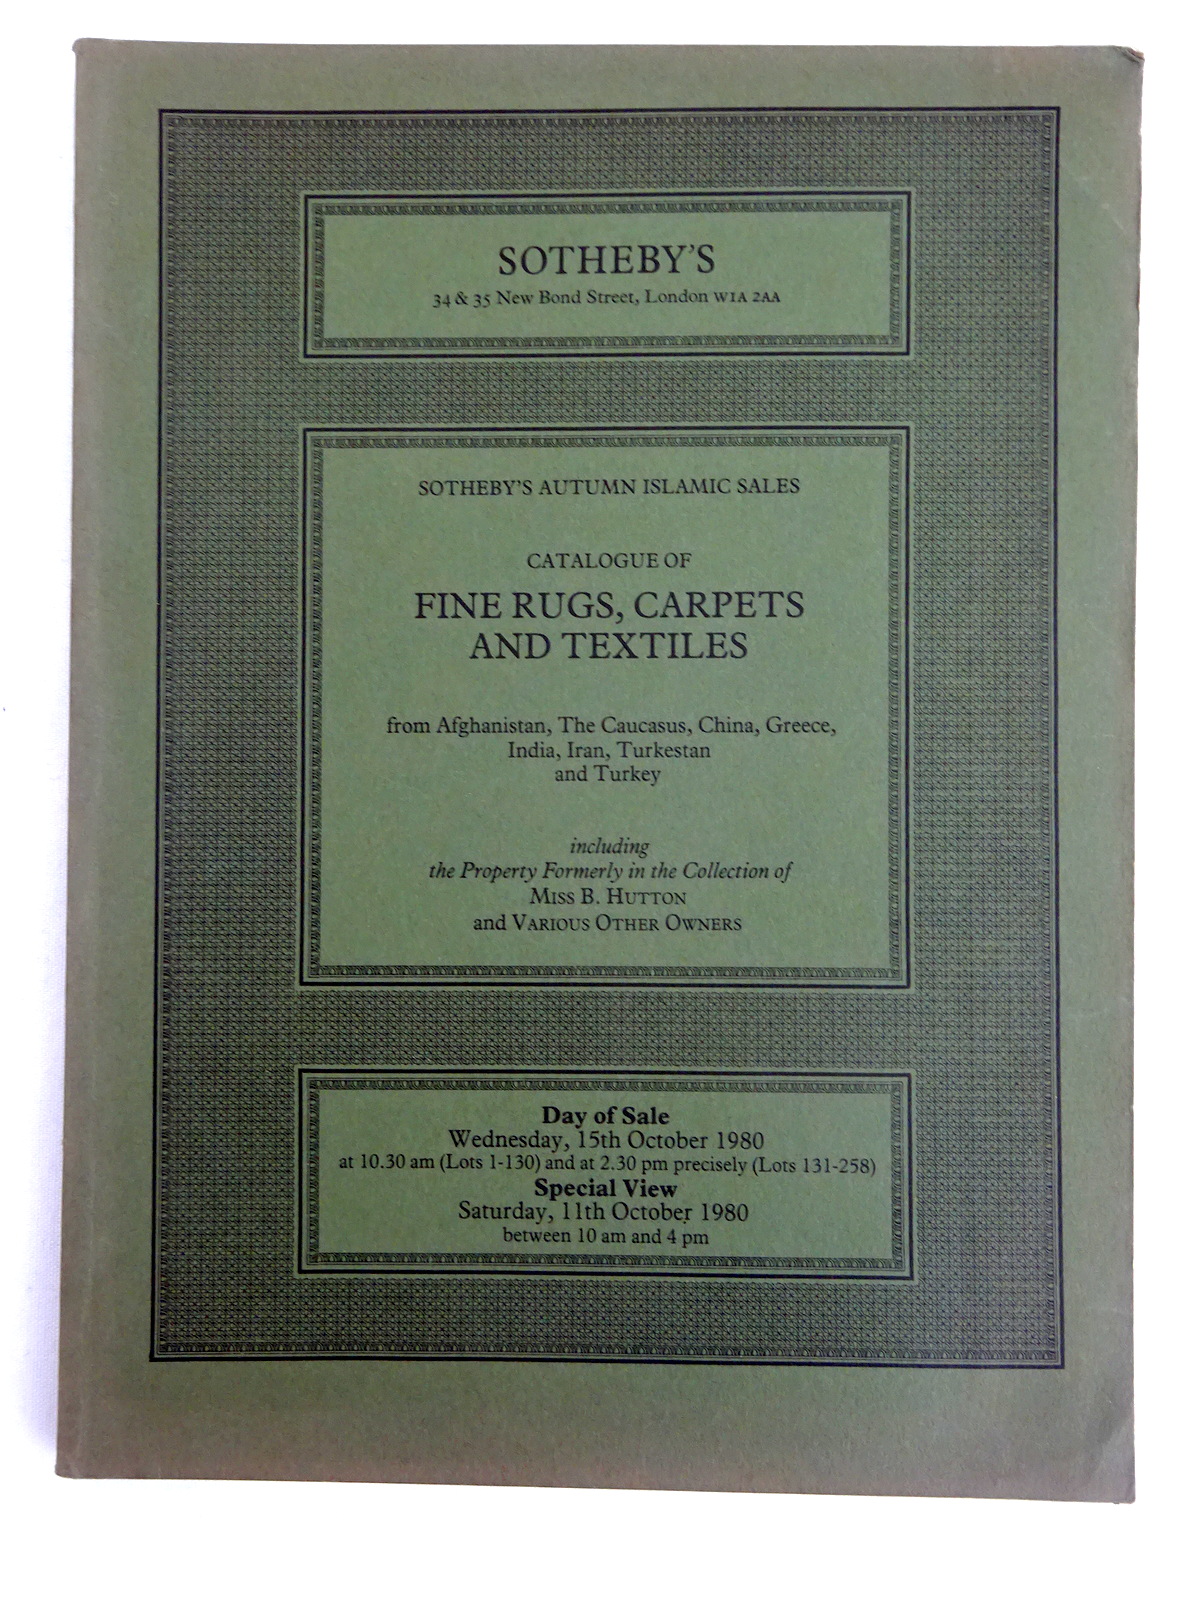 SOTHEBY'S
34 & 35 New Bond Street, London W1A 2AA
SOTHEBY'S AUTUMN ISLAMIC SALES
CATALOGUE OF
FINE RUGS, CARPETS
AND TEXTILES
from Afghanistan, The Caucasus, China, Greece,
India, Iran, Turkestan
and Turkey
including
the Property Formerly in the Collection of
MISS B. HUTTON
and VARIOUS OTHER OWNERS
Day of Sale
Wednesday, 15th October 1980
at 10.30 am (Lots 1-130) and at 2.30 pm precisely (Lots 131-258)
Special View
Saturday, 11th October 1980
between 10 am and 4 pm